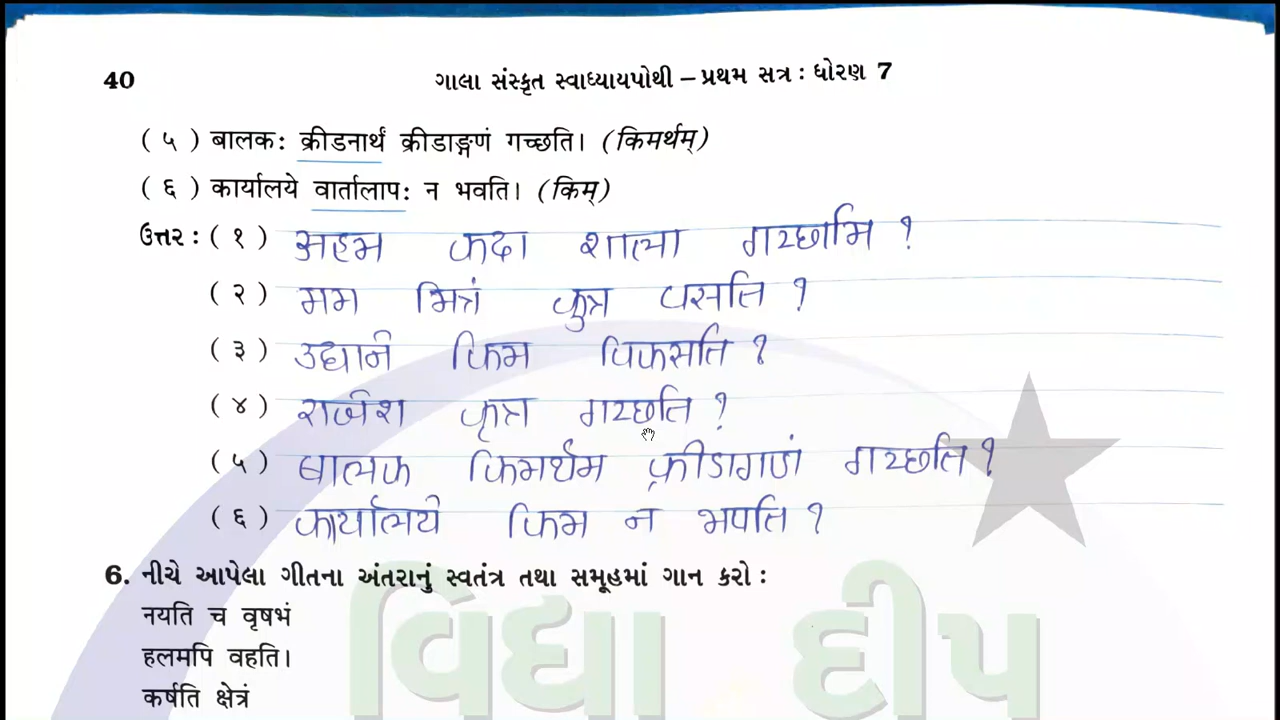 40 ગાલા સંસ્કૃત સ્વાધ્યાયપોથી – પ્રથમ સત્ર : ધોરણ 7
( ५ ) बालकः क्रीडनार्थं क्रीडाङ्गणं गच्छति। (किमर्थम्)
( ६ ) कार्यालये वार्तालापः न भवति। (किम्)
उत्तर : ( १ ) अहम कदा शाला गच्छामि ?
( २ ) मम मित्रं कुत्र वसति ?
( ३ ) उद्यानं किम विकसति ?
( ४ ) राजेश कुत्र गच्छति ?
( ५ ) बालक किमर्थम क्रीडागणं गच्छति ?
( ६ ) कार्यालये किम न भवति ?
6. નીચે આપેલા ગીતના અંતરાનું સ્વતંત્ર તથા સમૂહમાં ગાન કરો :
नयति च वृषभं
हलमपि वहति।
कर्षति क्षेत्रं
વિદ્યા દીપ